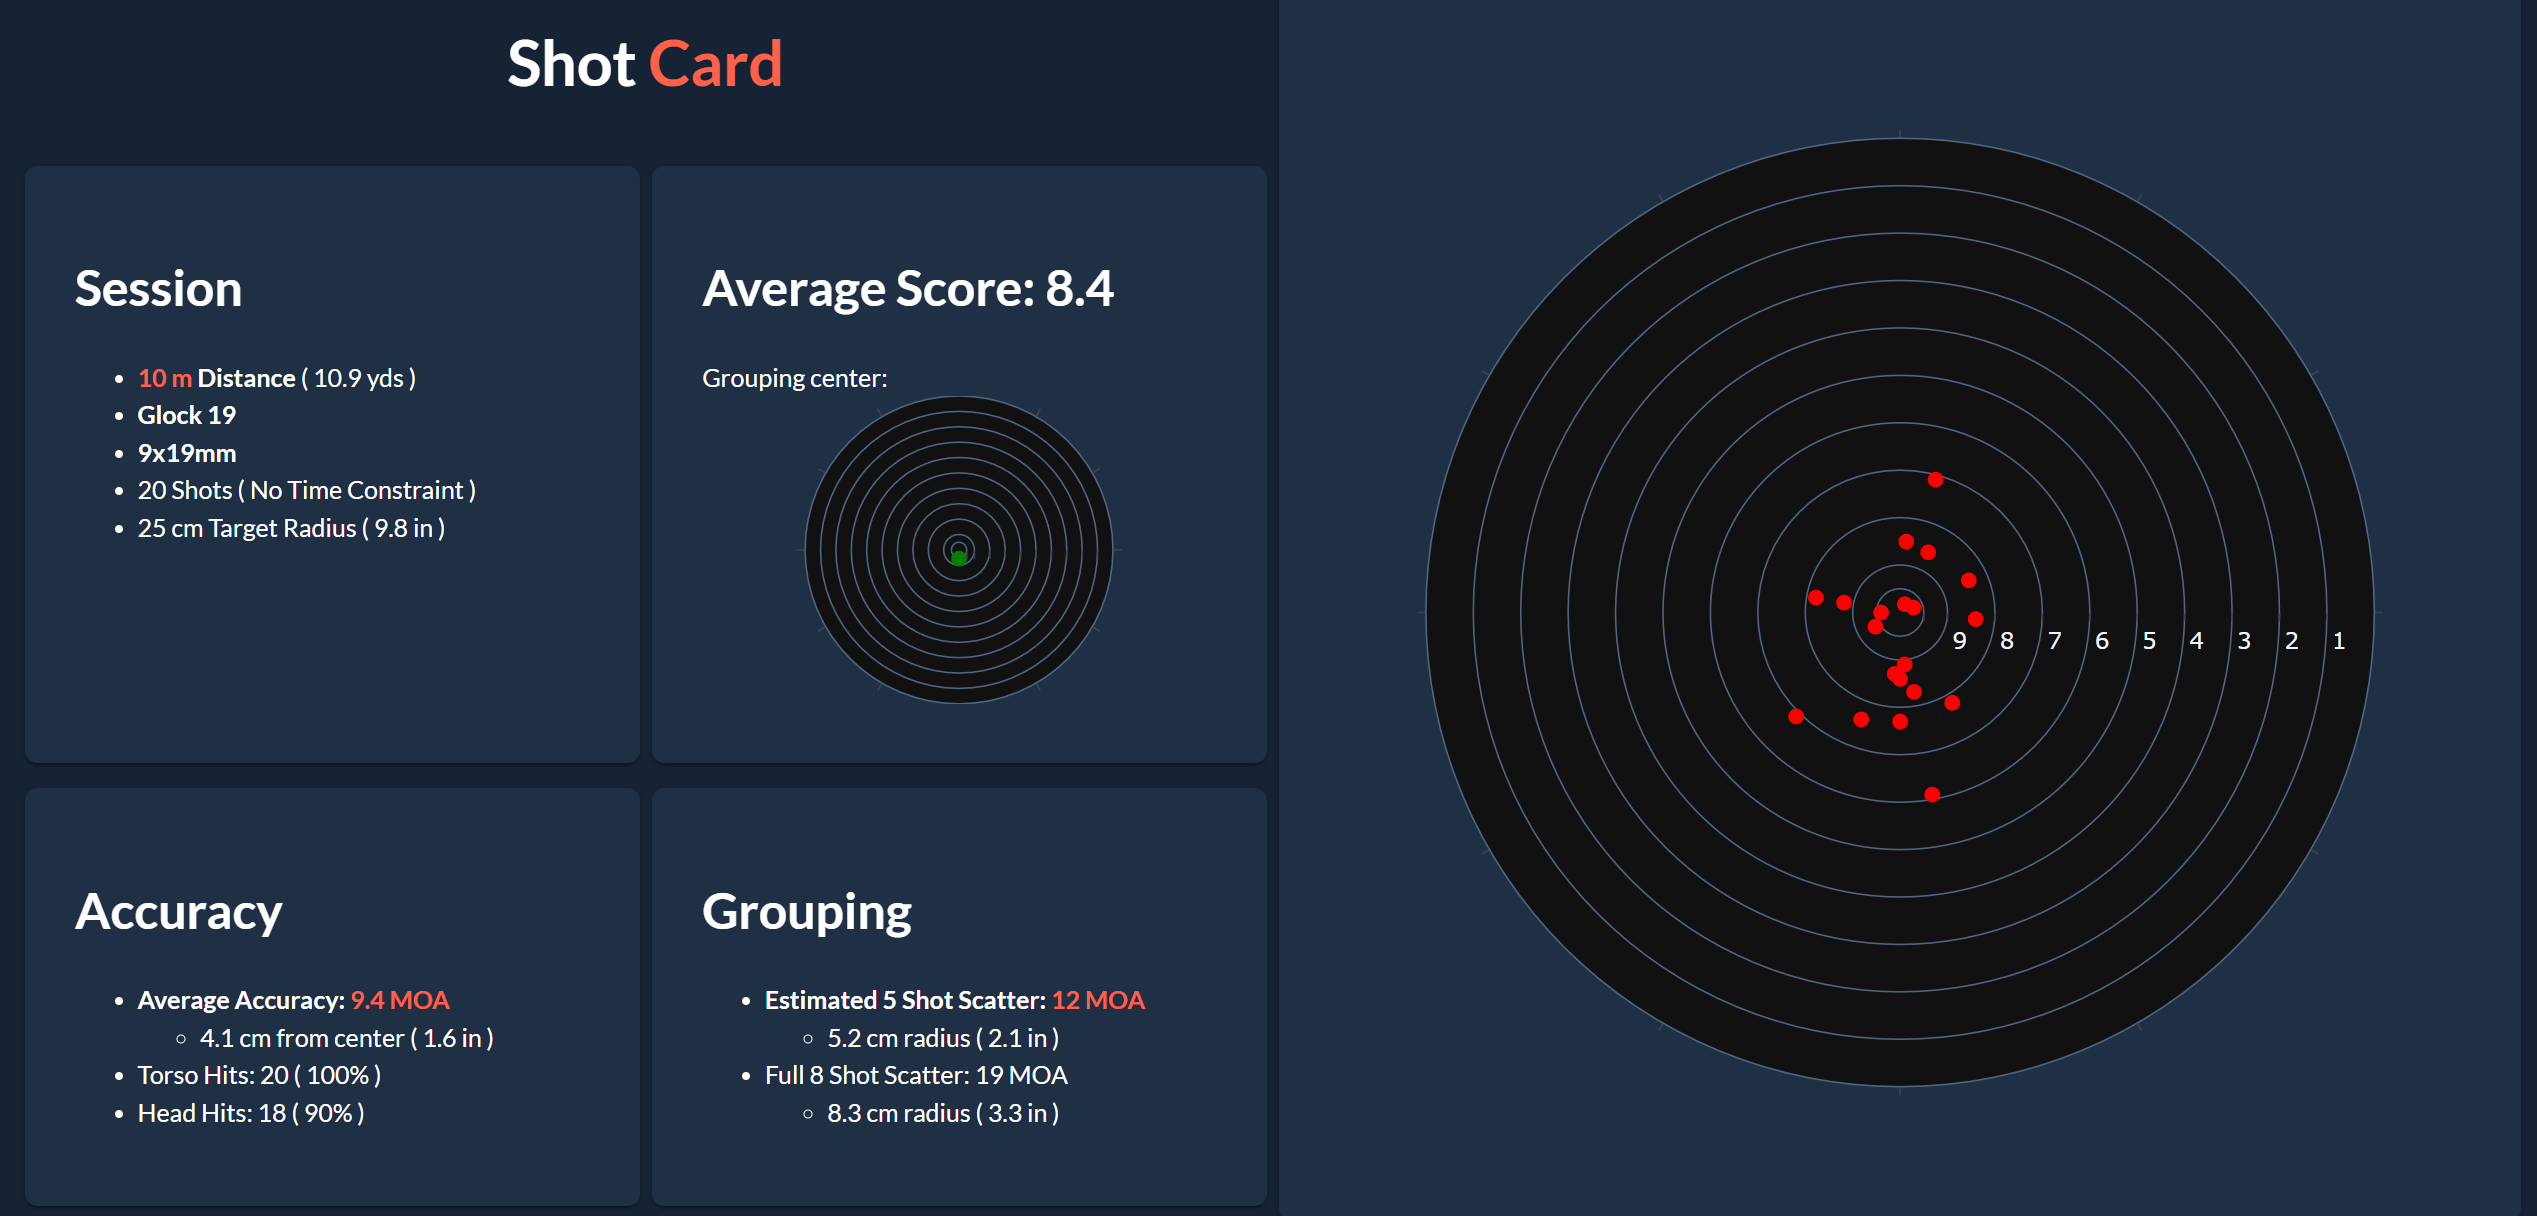 Shot Card
Session
10 m Distance ( 10.9 yds )
Glock 19
9x19mm
20 Shots ( No Time Constraint )
25 cm Target Radius ( 9.8 in )
Average Score: 8.4
Grouping center:
Accuracy
Average Accuracy: 9.4 MOA
4.1 cm from center ( 1.6 in )
Torso Hits: 20 ( 100% )
Head Hits: 18 ( 90% )
Grouping
Estimated 5 Shot Scatter: 12 MOA
5.2 cm radius ( 2.1 in )
Full 8 Shot Scatter: 19 MOA
8.3 cm radius ( 3.3 in )
9 8 7 6 5 4 3 2 1